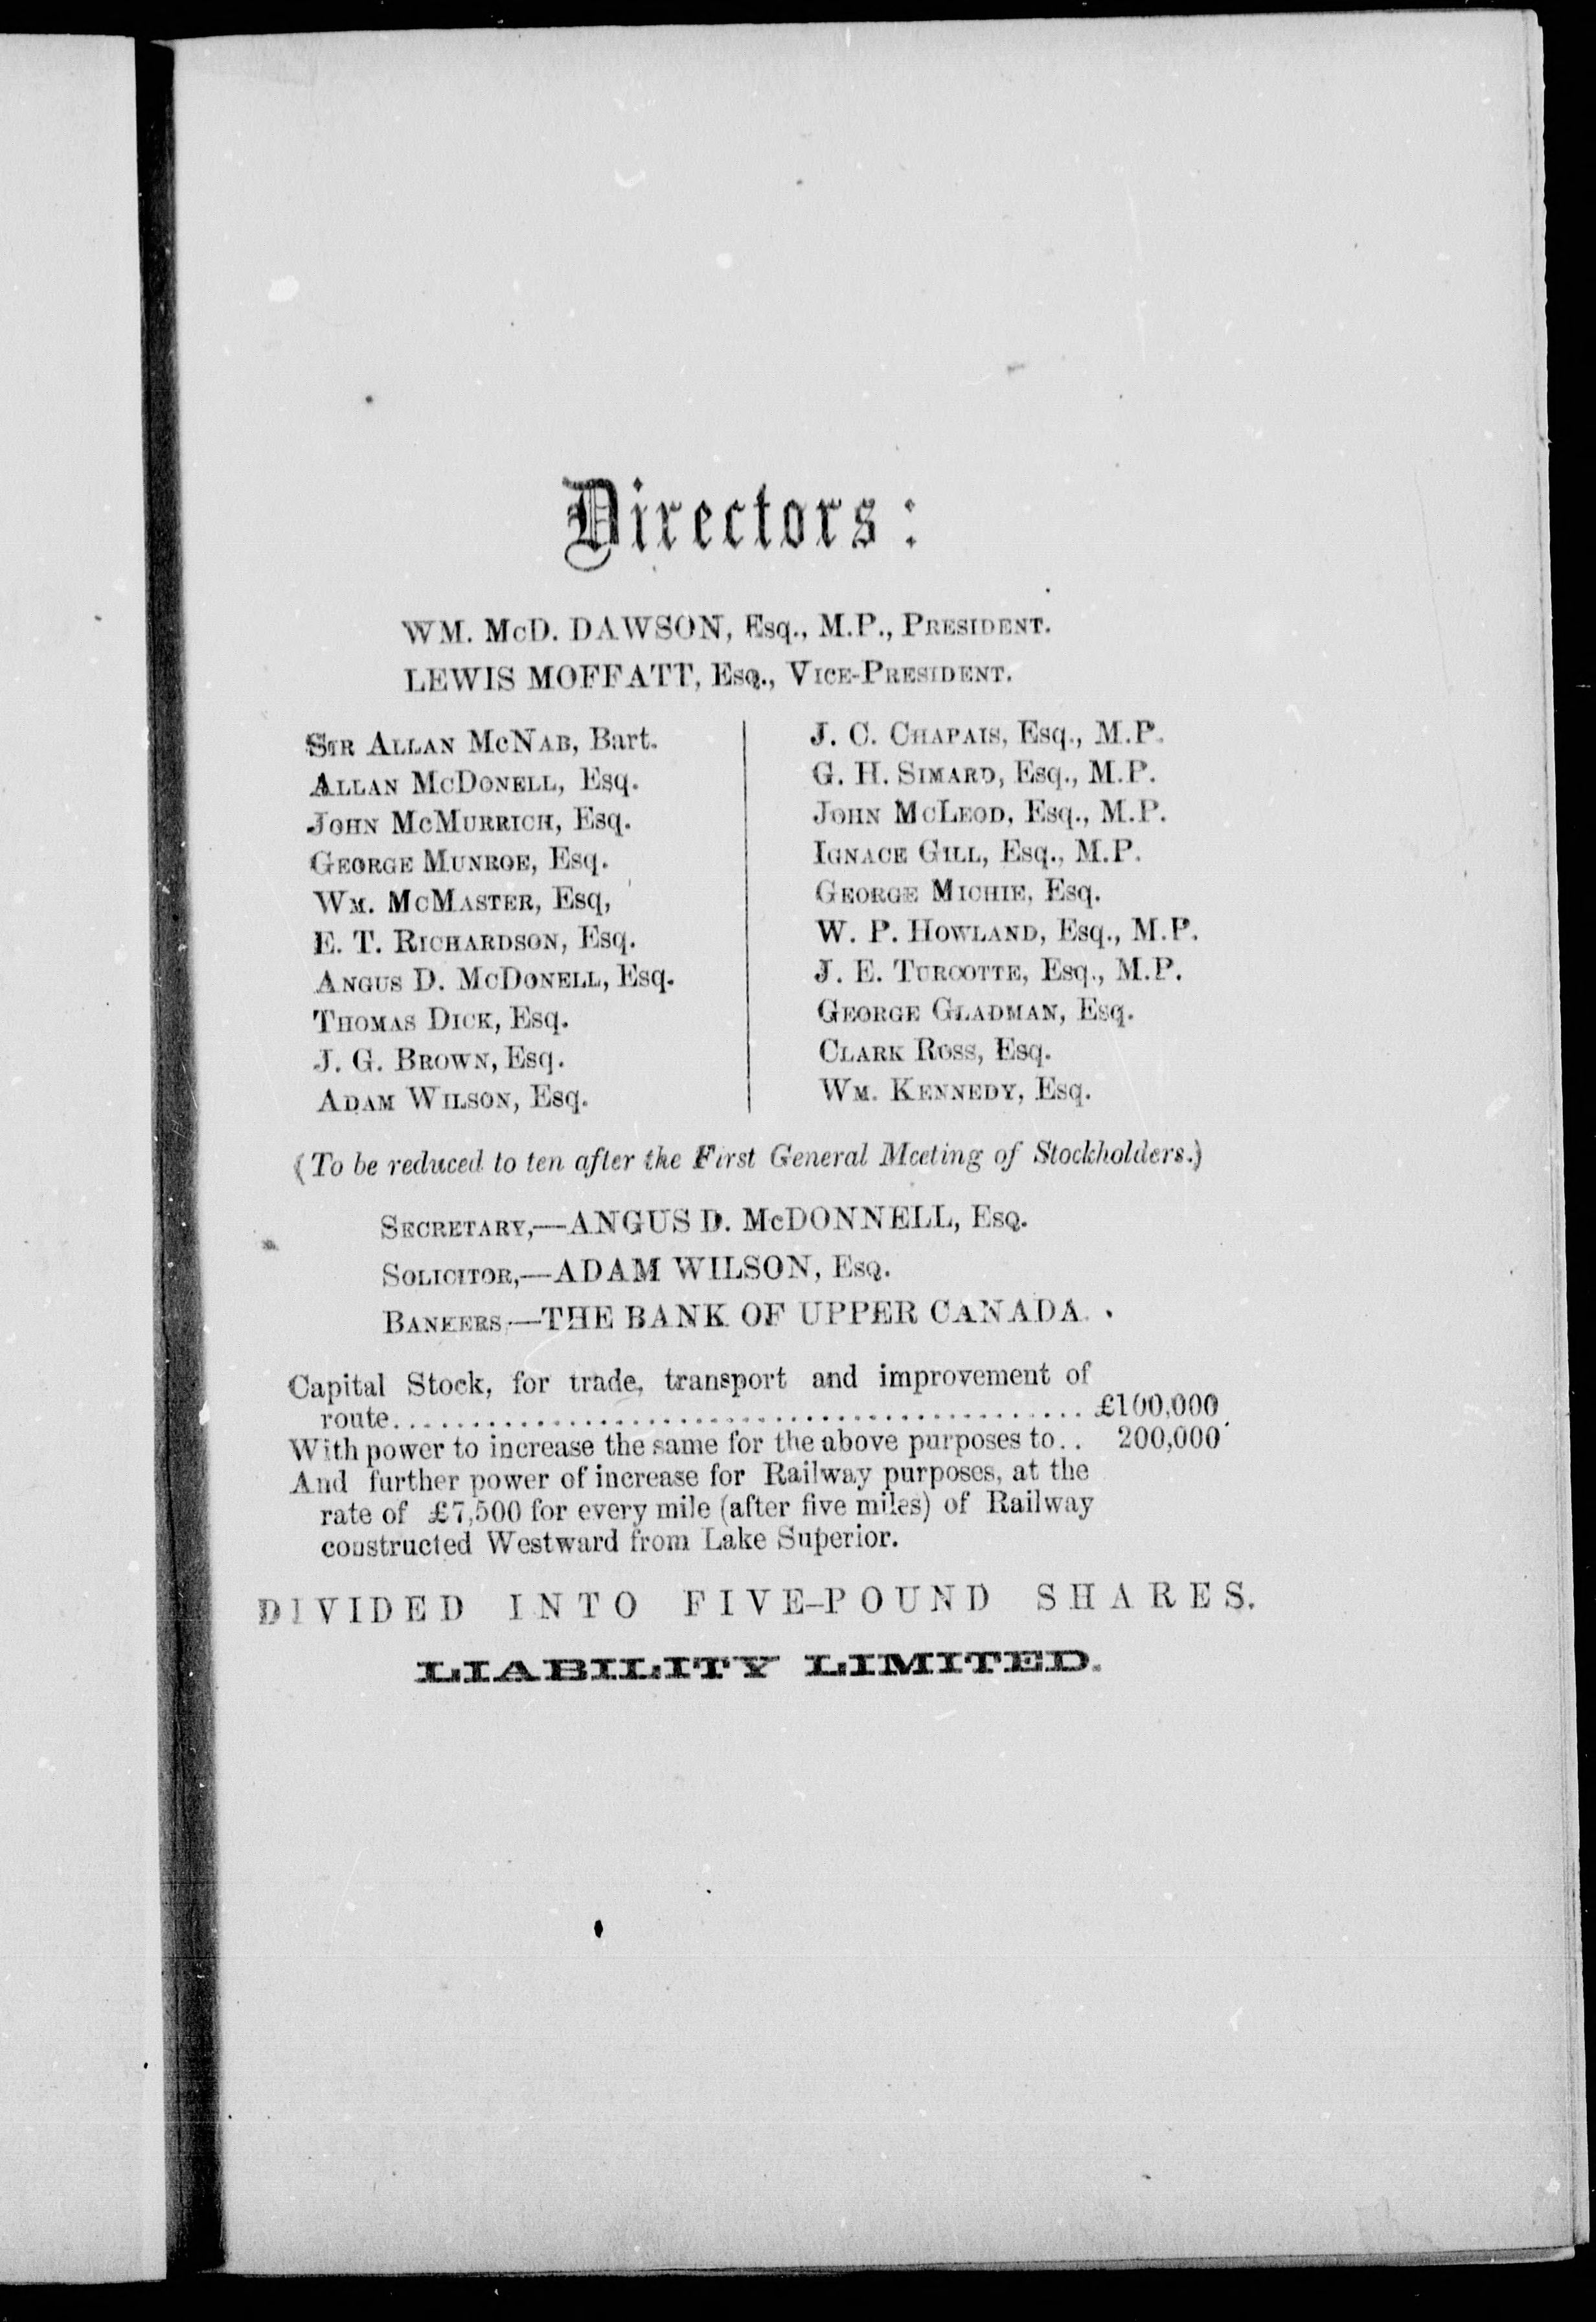 Directors:
WM. McD. DAWSON, Esq., M.P., President.
LEWIS MOFFATT, Esq., Vice-President.
Sir Allan McNab, Bart.
Allan McDonell, Esq.
John McMurrich, Esq.
George Munroe, Esq.
Wm. McMaster, Esq,
E. T. Richardson, Esq.
Angus D. McDonell, Esq.
Thomas Dick, Esq.
J. G. Brown, Esq.
Adam Wilson, Esq.
J. C. Chapais, Esq., M.P.
G. H. Simard, Esq., M.P.
John McLeod, Esq., M.P.
Ignace Gill, Esq., M.P.
George Michie, Esq.
W. P. Howland, Esq., M.P.
J. E. Turcotte, Esq., M.P.
George Gladman, Esq.
Clark Ross, Esq.
Wm. Kennedy, Esq.
(To be reduced to ten after the First General Meeting of Stockholders.)
Secretary,—ANGUS D. McDONNELL, Esq.
Solicitor,—ADAM WILSON, Esq.
Bankers,—THE BANK OF UPPER CANADA.
Capital Stock, for trade, transport and improvement of
route............................................ £100,000
With power to increase the same for the above purposes to.. 200,000
And further power of increase for Railway purposes, at the
rate of £7,500 for every mile (after five miles) of Railway
constructed Westward from Lake Superior.
DIVIDED INTO FIVE-POUND SHARES.
LIABILITY LIMITED.